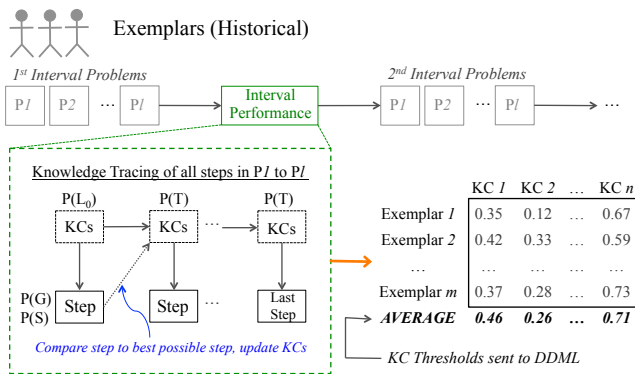 Exemplars (Historical)
1st Interval Problems
2nd Interval Problems
P1 P2 ... Pl
Interval Performance
P1 P2 ... Pl ...
Knowledge Tracing of all steps in P1 to Pl
P(L0) P(T) P(T)
KCs KCs ... KCs
P(G)
P(S)
Step Step ... Last Step
Compare step to best possible step, update KCs
KC 1 KC 2 ... KC n
Exemplar 1 0.35 0.12 ... 0.67
Exemplar 2 0.42 0.33 ... 0.59
... ... ... ... ...
Exemplar m 0.37 0.28 ... 0.73
AVERAGE 0.46 0.26 ... 0.71
KC Thresholds sent to DDML